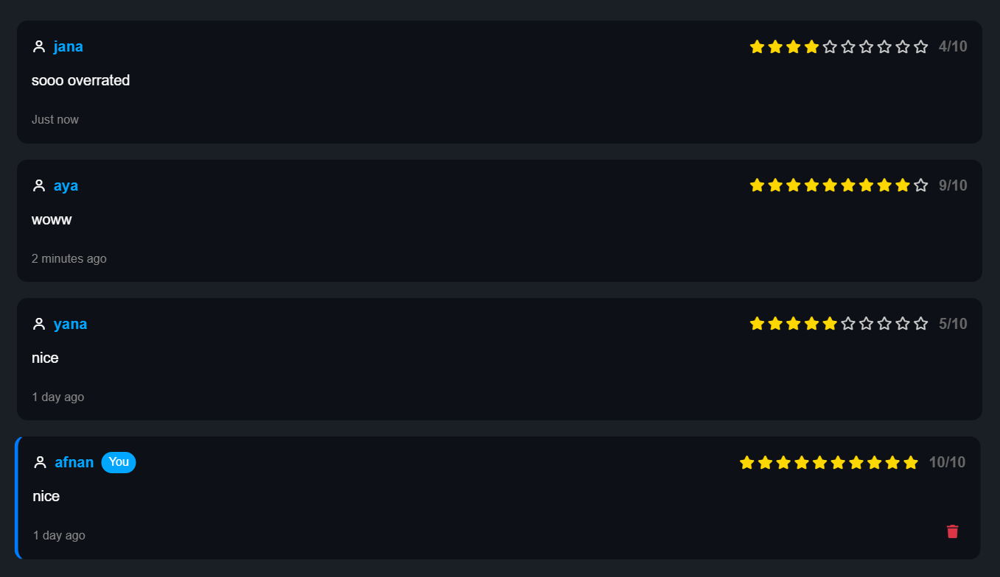 jana 4/10
sooo overrated
Just now
aya 9/10
woww
2 minutes ago
yana 5/10
nice
1 day ago
afnan You 10/10
nice
1 day ago